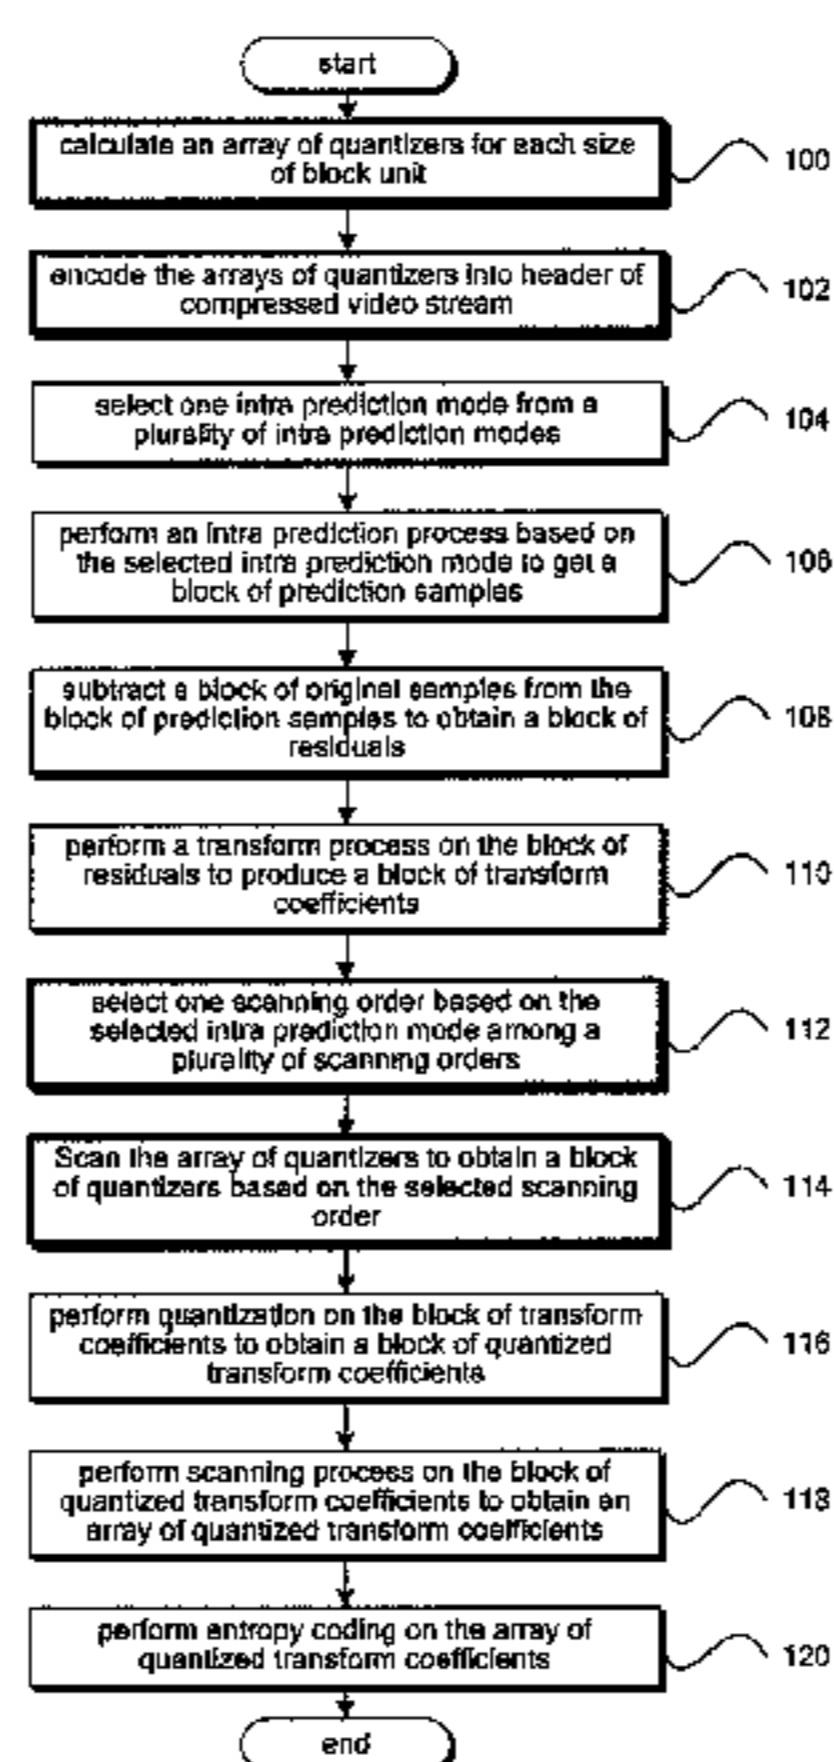 start
calculate an array of quantizers for each size
of block unit
100
encode the arrays of quantizers into header of
compressed video stream
102
select one intra prediction mode from a
plurality of intra prediction modes
104
perform an intra prediction process based on
the selected intra prediction mode to get a
block of prediction samples
106
subtract a block of original samples from the
block of prediction samples to obtain a block of
residuals
108
perform a transform process on the block of
residuals to produce a block of transform
coefficients
110
select one scanning order based on the
selected intra prediction mode among a
plurality of scanning orders
112
Scan the array of quantizers to obtain a block
of quantizers based on the selected scanning
order
114
perform quantization on the block of transform
coefficients to obtain a block of quantized
transform coefficients
116
perform scanning process on the block of
quantized transform coefficients to obtain an
array of quantized transform coefficients
118
perform entropy coding on the array of
quantized transform coefficients
120
end